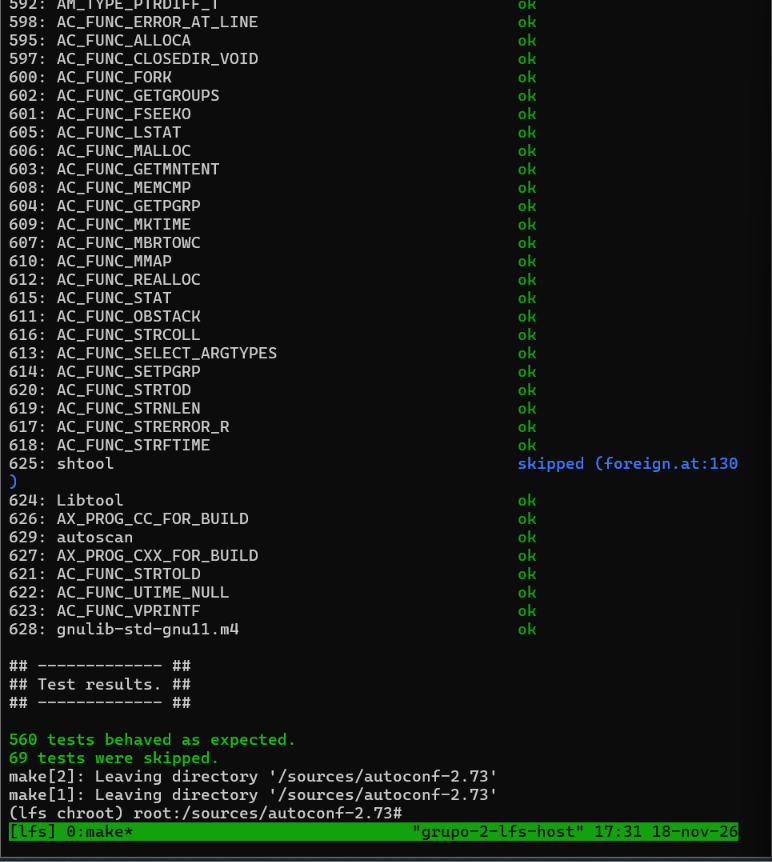 592: AM_TYPE_PTRDIFF_T ok
598: AC_FUNC_ERROR_AT_LINE ok
595: AC_FUNC_ALLOCA ok
597: AC_FUNC_CLOSEDIR_VOID ok
600: AC_FUNC_FORK ok
602: AC_FUNC_GETGROUPS ok
601: AC_FUNC_FSEEKO ok
605: AC_FUNC_LSTAT ok
606: AC_FUNC_MALLOC ok
603: AC_FUNC_GETMNTENT ok
608: AC_FUNC_MEMCMP ok
604: AC_FUNC_GETPGRP ok
609: AC_FUNC_MKTIME ok
607: AC_FUNC_MBRTOWC ok
610: AC_FUNC_MMAP ok
612: AC_FUNC_REALLOC ok
615: AC_FUNC_STAT ok
611: AC_FUNC_OBSTACK ok
616: AC_FUNC_STRCOLL ok
613: AC_FUNC_SELECT_ARGTYPES ok
614: AC_FUNC_SETPGRP ok
620: AC_FUNC_STRTOD ok
619: AC_FUNC_STRNLEN ok
617: AC_FUNC_STRERROR_R ok
618: AC_FUNC_STRFTIME ok
625: shtool skipped (foreign.at:130
)
624: Libtool ok
626: AX_PROG_CC_FOR_BUILD ok
629: autoscan ok
627: AX_PROG_CXX_FOR_BUILD ok
621: AC_FUNC_STRTOLD ok
622: AC_FUNC_UTIME_NULL ok
623: AC_FUNC_VPRINTF ok
628: gnulib-std-gnu11.m4 ok
## ------------- ##
## Test results. ##
## ------------- ##
560 tests behaved as expected.
69 tests were skipped.
make[2]: Leaving directory '/sources/autoconf-2.73'
make[1]: Leaving directory '/sources/autoconf-2.73'
(lfs chroot) root:/sources/autoconf-2.73#
[lfs] 0:make* "grupo-2-lfs-host" 17:31 18-nov-26